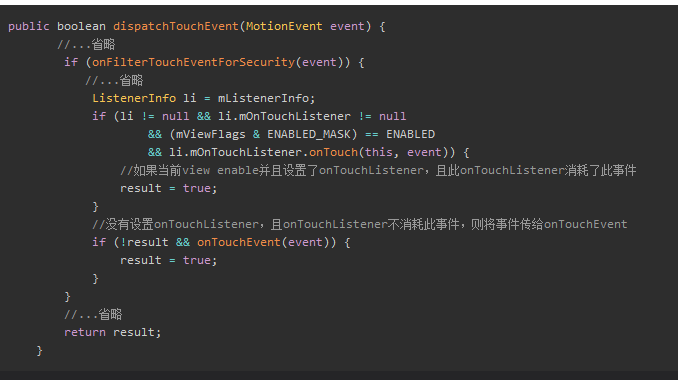 public boolean dispatchTouchEvent(MotionEvent event) {
//...省略
if (onFilterTouchEventForSecurity(event)) {
//...省略
ListenerInfo li = mListenerInfo;
if (li != null && li.mOnTouchListener != null
&& (mViewFlags & ENABLED_MASK) == ENABLED
&& li.mOnTouchListener.onTouch(this, event)) {
//如果当前view enable并且设置了onTouchListener，且此onTouchListener消耗了此事件
result = true;
}
//没有设置onTouchListener，且onTouchListener不消耗此事件，则将事件传给onTouchEvent
if (!result && onTouchEvent(event)) {
result = true;
}
}
//...省略
return result;
}